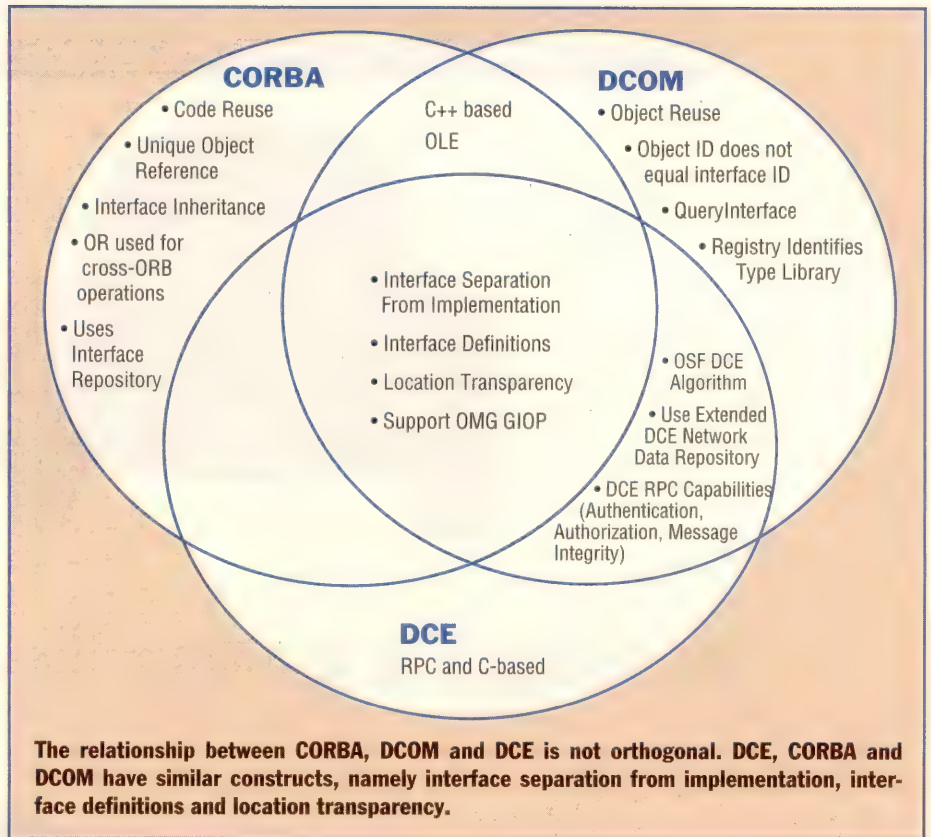 CORBA
• Code Reuse
• Unique Object
Reference
• Interface Inheritance
• OR used for
cross-ORB
operations
• Uses
Interface
Repository
C++ based
OLE
DCOM
• Object Reuse
• Object ID does not
equal interface ID
• QueryInterface
• Registry Identifies
Type Library
• Interface Separation
From Implementation
• Interface Definitions
• Location Transparency
• Support OMG GIOP
• OSF DCE
Algorithm
• Use Extended
DCE Network
Data Repository
• DCE RPC Capabilities
(Authentication,
Authorization, Message
Integrity)
DCE
RPC and C-based
The relationship between CORBA, DCOM and DCE is not orthogonal. DCE, CORBA and
DCOM have similar constructs, namely interface separation from implementation, inter-
face definitions and location transparency.